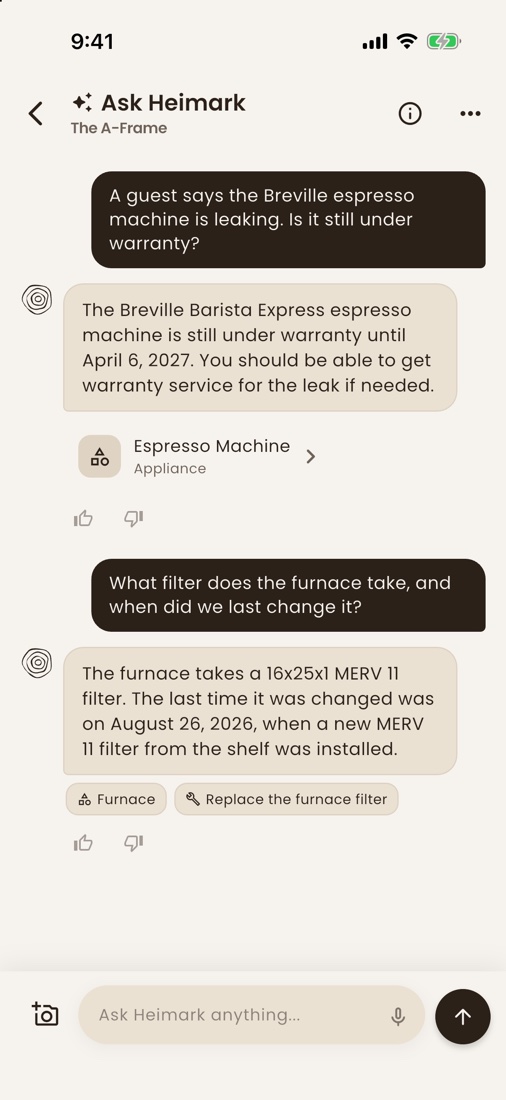 9:41
Ask Heimark
The A-Frame
A guest says the Breville espresso
machine is leaking. Is it still under
warranty?
The Breville Barista Express espresso
machine is still under warranty until
April 6, 2027. You should be able to get
warranty service for the leak if needed.
Espresso Machine
Appliance
What filter does the furnace take, and
when did we last change it?
The furnace takes a 16x25x1 MERV 11
filter. The last time it was changed was
on August 26, 2026, when a new MERV
11 filter from the shelf was installed.
Furnace
Replace the furnace filter
Ask Heimark anything...